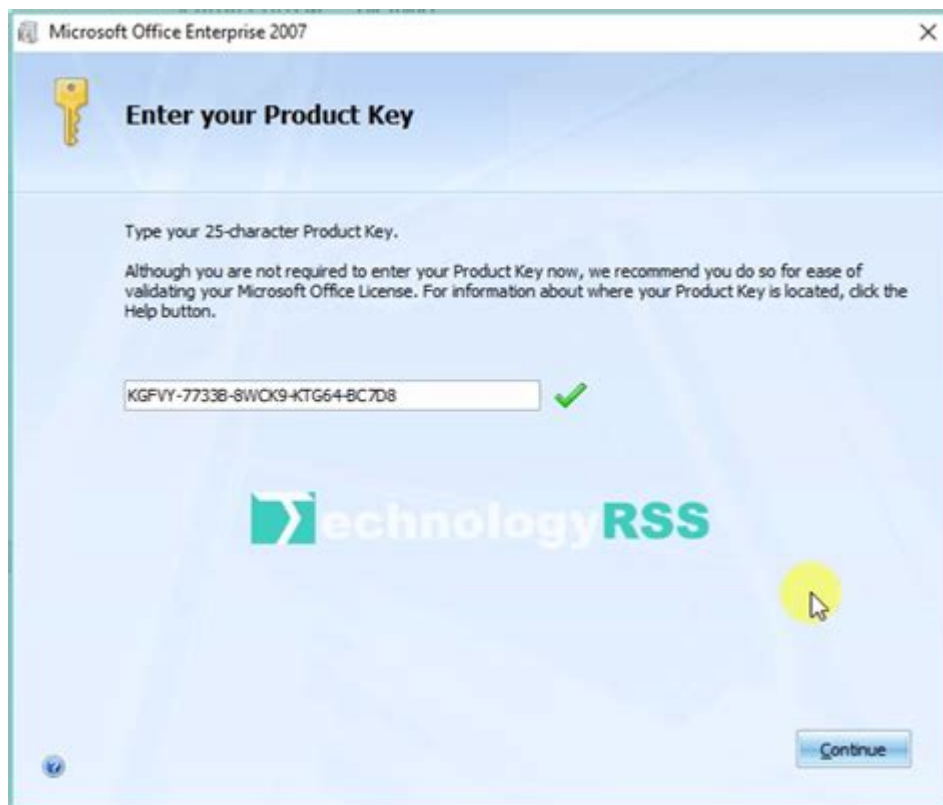 Microsoft Office Enterprise 2007
Enter your Product Key
Type your 25-character Product Key.
Although you are not required to enter your Product Key now, we recommend you do so for ease of
validating your Microsoft Office License. For information about where your Product Key is located, click the
Help button.
KGFVY-7733B-8WCK9-KTG64-BC7D8
TechnologyRSS
Continue